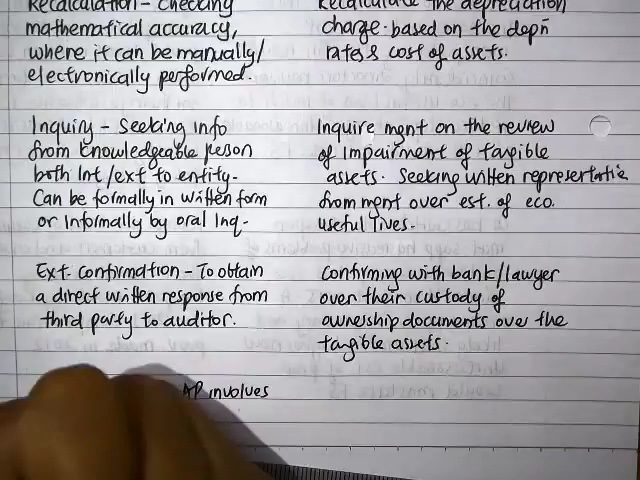 Recalculation - Checking
mathematical accuracy,
where it can be manually/
electronically performed.
Inquiry - Seeking info
from knowledgeable person
both Int/ext to entity.
Can be formally in written form
or informally by oral Inq.
Ext. confirmation - To obtain
a direct written response from
third party to auditor.
AP involves
Recalculate the depreciation
charge based on the depn
rates & cost of assets.
Inquire mgnt on the review
of impairment of tangible
assets. Seeking written representatio
from mgnt over est. of eco.
useful lives.
Confirming with bank/lawyer
over their custody of
ownership documents over the
tangible assets.